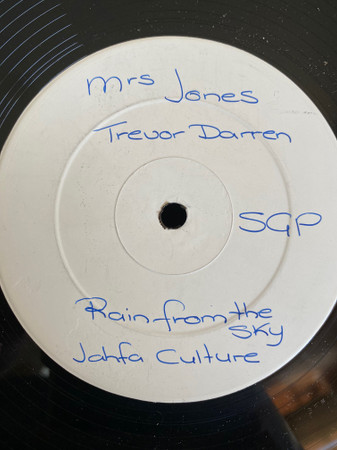 Mrs Jones
Trevor Darren
SGP
Rain from the
Sky
Jahfa Culture